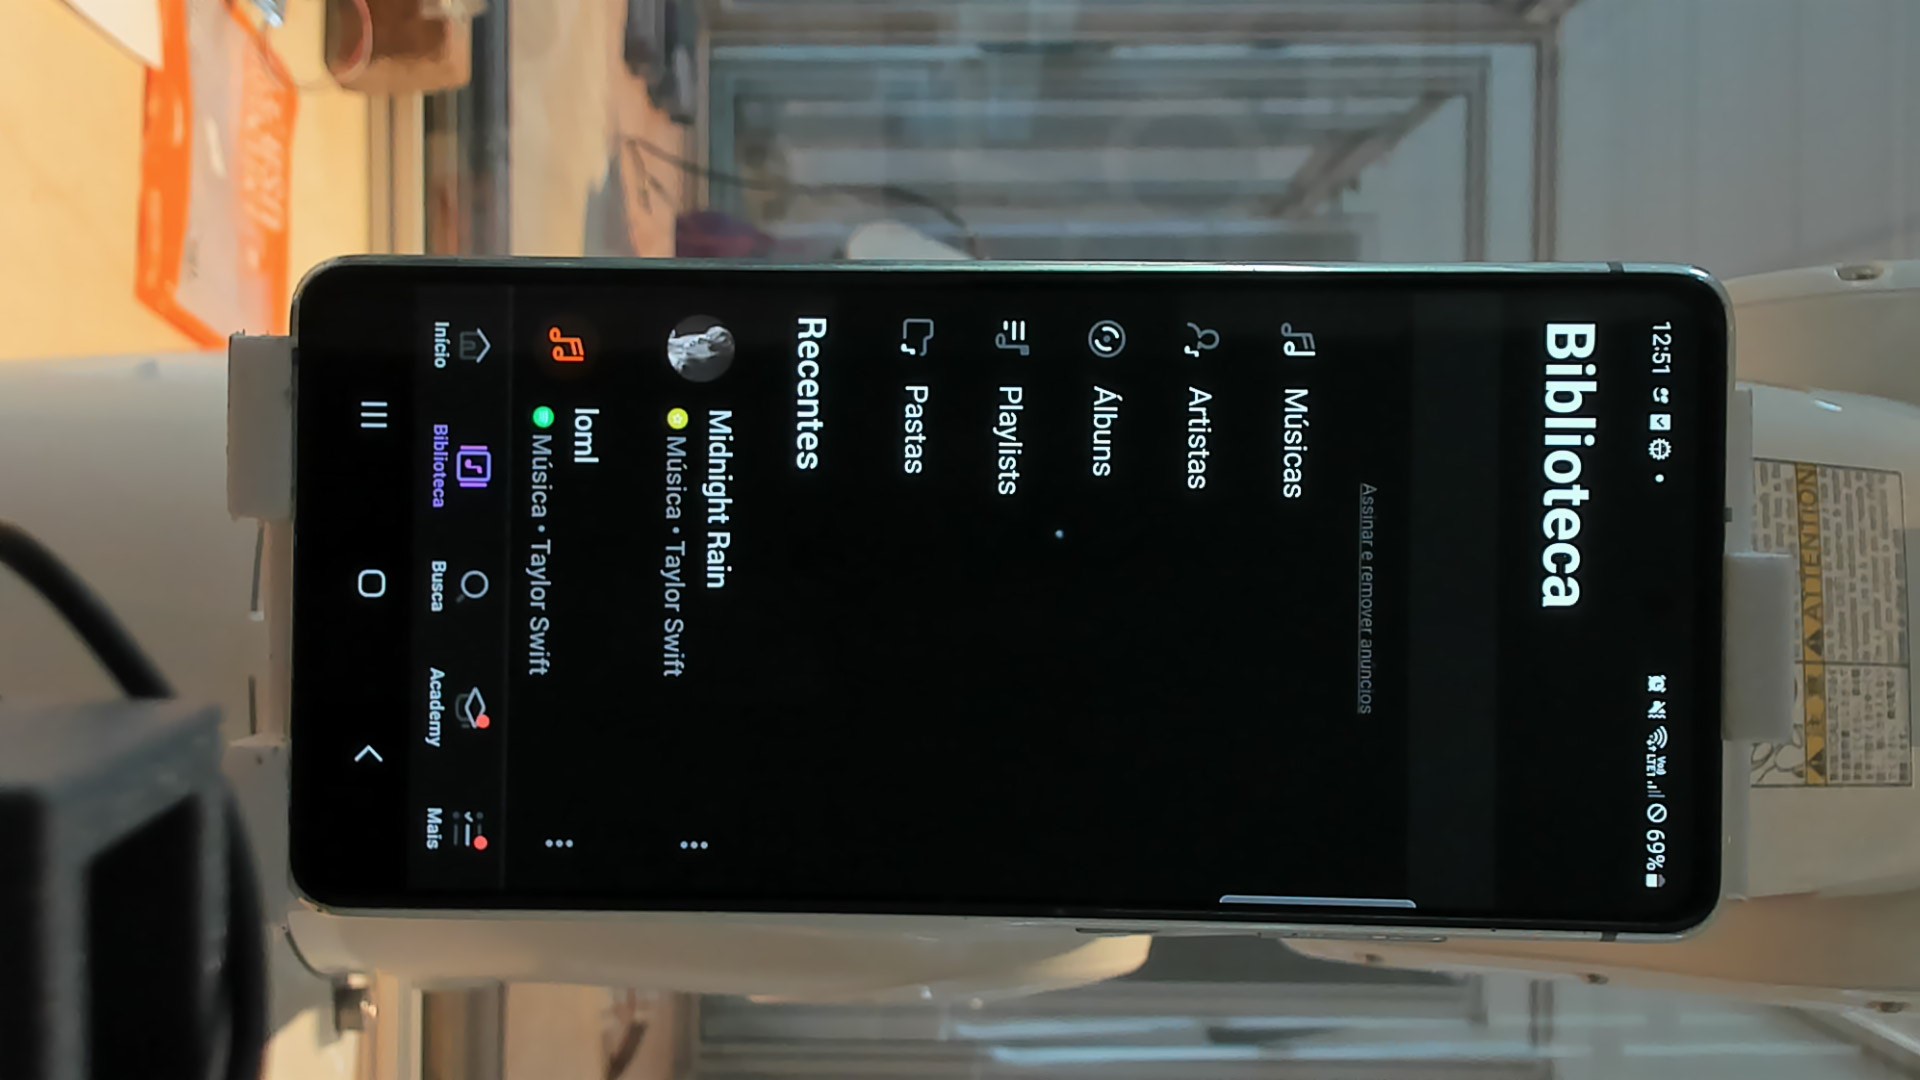 12:51
69%
Biblioteca
Assinar e remover anúncios
Músicas
Artistas
Álbuns
Playlists
Pastas
Recentes
Midnight Rain
Música • Taylor Swift
loml
Música • Taylor Swift
Início
Biblioteca
Busca
Academy
Mais
ATTENTION